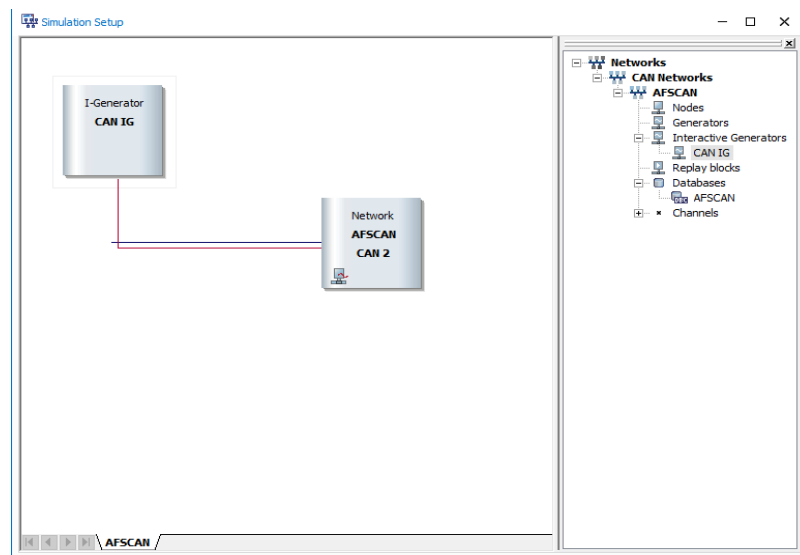 Simulation Setup
I-Generator
CAN IG
Network
AFSCAN
CAN 2
AFSCAN
Networks
CAN Networks
AFSCAN
Nodes
Generators
Interactive Generators
CAN IG
Replay blocks
Databases
AFSCAN
Channels